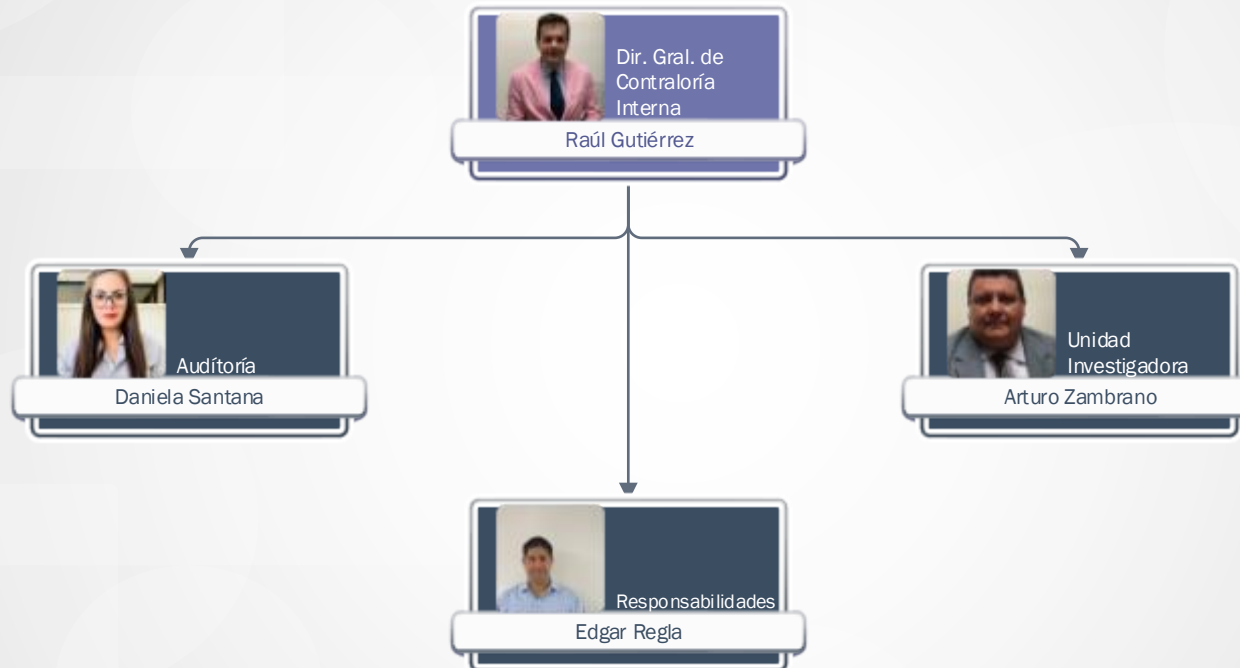 Dir. Gral. de
Contraloría
Interna
Raúl Gutiérrez
Audítoría
Daniela Santana
Unidad
Investigadora
Arturo Zambrano
Responsabilidades
Edgar Regla